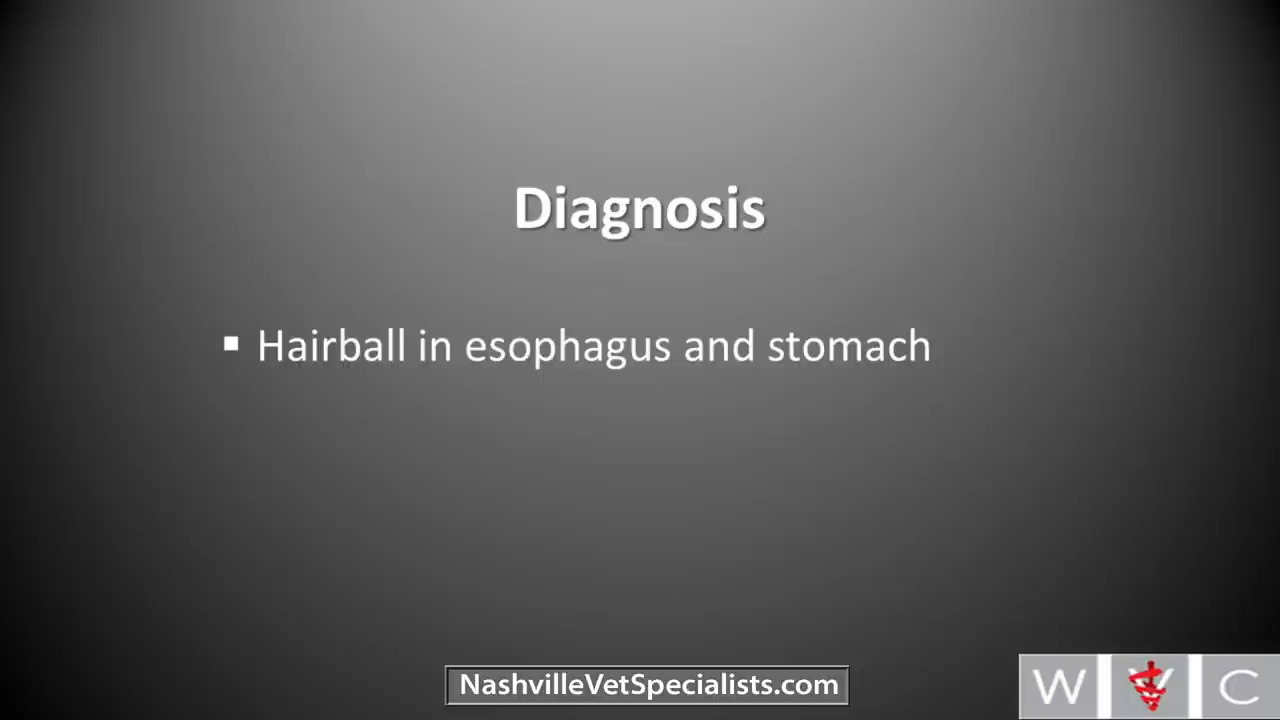 Diagnosis
▪ Hairball in esophagus and stomach
NashvilleVetSpecialists.com
W V C